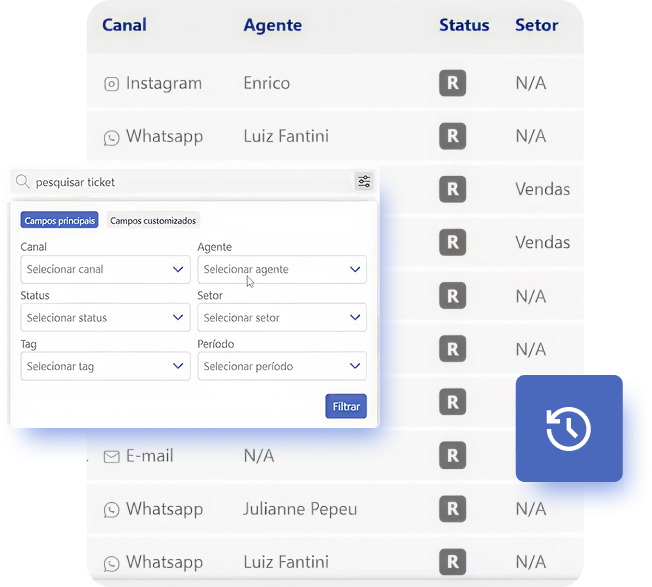 Canal Agente Status Setor
Instagram Enrico R N/A
Whatsapp Luiz Fantini R N/A
pesquisar ticket
R Vendas
Campos principais Campos customizados
R Vendas
Canal Agente
Selecionar canal Selecionar agente
R N/A
Status Setor
Selecionar status Selecionar setor
Tag Período
R N/A
Selecionar tag Selecionar período
Filtrar
R
E-mail N/A R N/A
Whatsapp Julianne Pepeu R N/A
Whatsapp Luiz Fantini R N/A